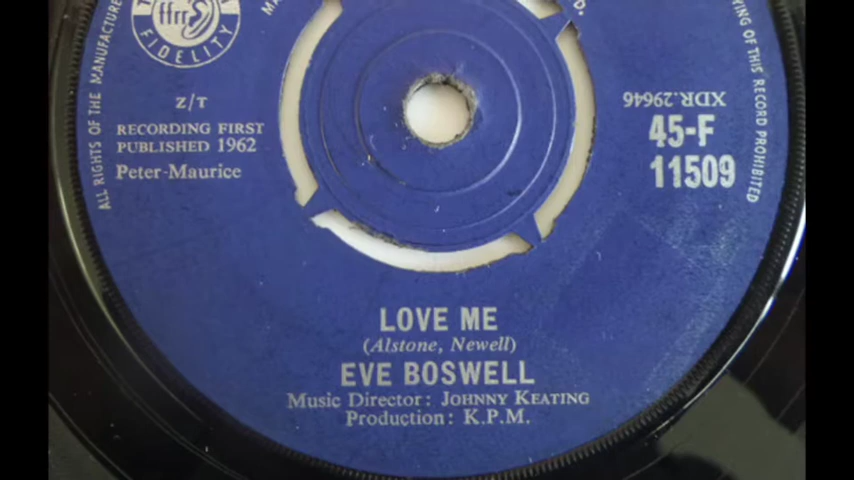 ffrr
FIDELITY
ALL RIGHTS OF THE MANUFACTURE
YING OF THIS RECORD PROHIBITED
Z/T
RECORDING FIRST
PUBLISHED 1962
Peter-Maurice
XDR.29646
45-F
11509
LOVE ME
(Alstone, Newell)
EVE BOSWELL
Music Director: JOHNNY KEATING
Production: K.P.M.